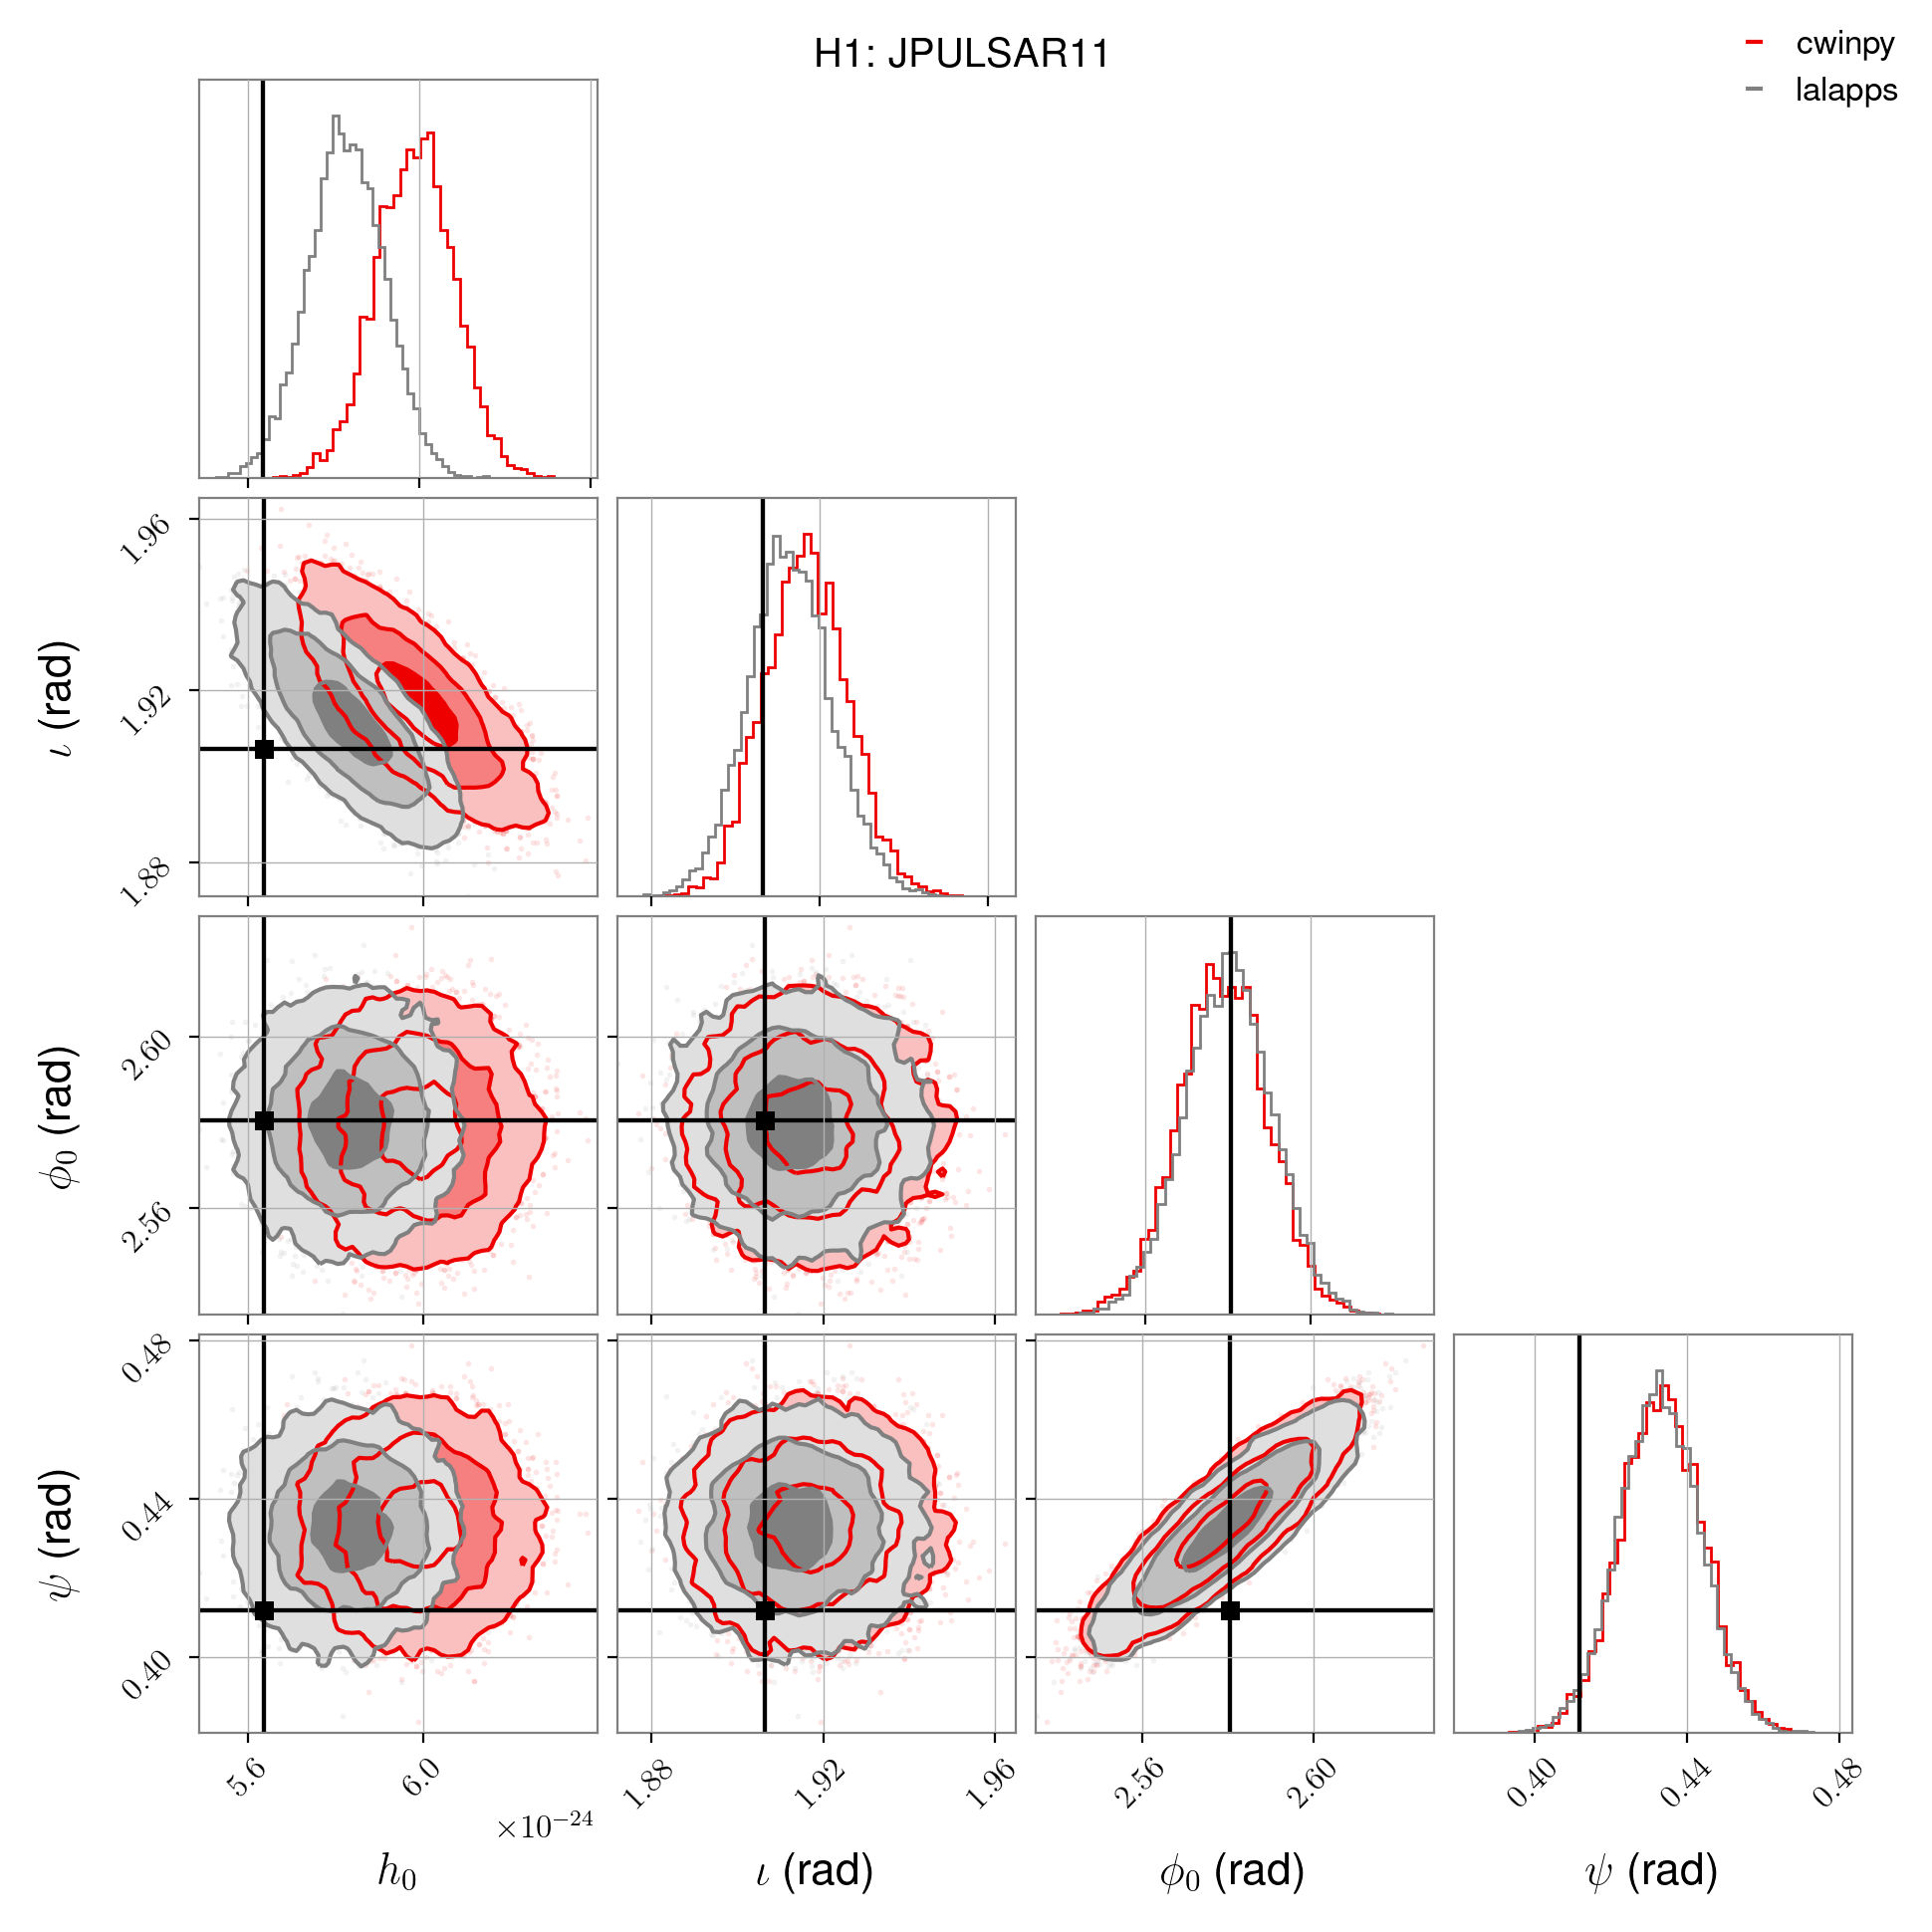 H1: JPULSAR11
cwinpy
lalapps
ι (rad)
1.96
1.92
1.88
ϕ₀ (rad)
2.60
2.56
ψ (rad)
0.48
0.44
0.40
5.6 6.0 1.88 1.92 1.96 2.56 2.60 0.40 0.44 0.48
×10⁻²⁴
h₀ ι (rad) ϕ₀ (rad) ψ (rad)